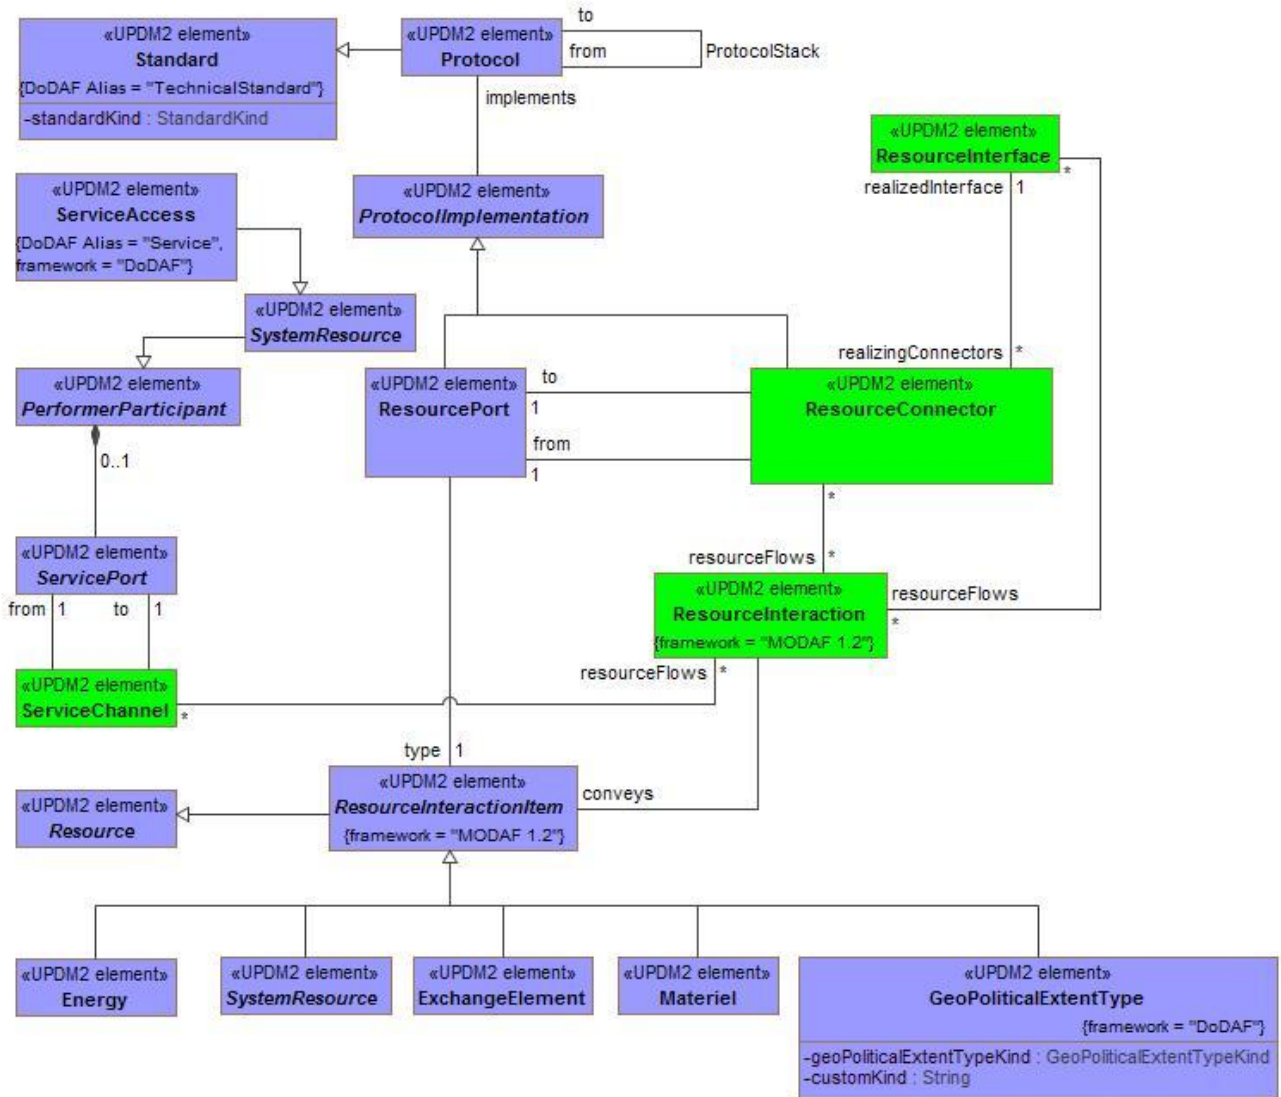 to
«UPDM2 element»
Standard
{DoDAF Alias = "TechnicalStandard"}
-standardKind : StandardKind
«UPDM2 element»
Protocol
from
ProtocolStack
implements
«UPDM2 element»
ResourceInterface
realizedInterface 1
*
«UPDM2 element»
ServiceAccess
{DoDAF Alias = "Service",
framework = "DoDAF"}
«UPDM2 element»
ProtocolImplementation
«UPDM2 element»
SystemResource
realizingConnectors *
«UPDM2 element»
PerformerParticipant
0..1
«UPDM2 element»
ResourcePort
to
1
from
1
«UPDM2 element»
ResourceConnector
*
resourceFlows *
«UPDM2 element»
ServicePort
from 1
to 1
«UPDM2 element»
ResourceInteraction
{framework = "MODAF 1.2"}
resourceFlows
*
resourceFlows *
«UPDM2 element»
ServiceChannel
*
type 1
«UPDM2 element»
ResourceInteractionItem
{framework = "MODAF 1.2"}
conveys
«UPDM2 element»
Resource
«UPDM2 element»
Energy
«UPDM2 element»
SystemResource
«UPDM2 element»
ExchangeElement
«UPDM2 element»
Materiel
«UPDM2 element»
GeoPoliticalExtentType
{framework = "DoDAF"}
-geoPoliticalExtentTypeKind : GeoPoliticalExtentTypeKind
-customKind : String